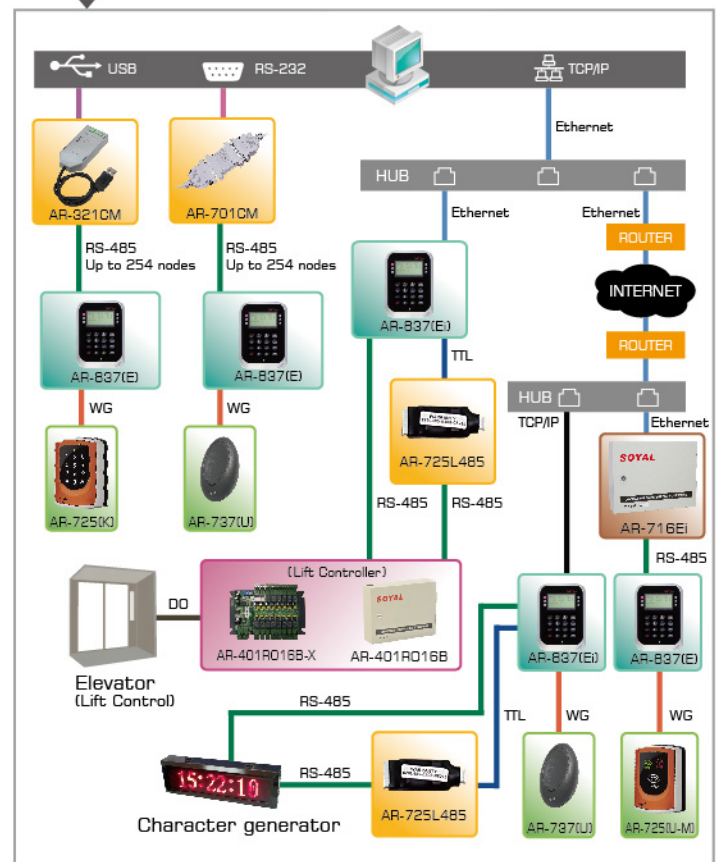 USB
RS-232
TCP/IP
Ethernet
HUB
AR-321CM
AR-701CM
Ethernet
Ethernet
RS-485
Up to 254 nodes
RS-485
Up to 254 nodes
ROUTER
INTERNET
ROUTER
AR-837(Ei)
AR-837(E)
AR-837(E)
TTL
HUB
WG
WG
TCP/IP
Ethernet
AR-725L485
SOYAL
AR-725(K)
AR-737(U)
RS-485
RS-485
AR-716Ei
RS-485
(Lift Controller)
DO
SOYAL
AR-401RO16B-X
AR-401RO16B
AR-837(Ei)
AR-837(E)
Elevator
(Lift Control)
RS-485
TTL
WG
WG
15:22:10
RS-485
Character generator
AR-725L485
AR-737(U)
AR-725(U-M)